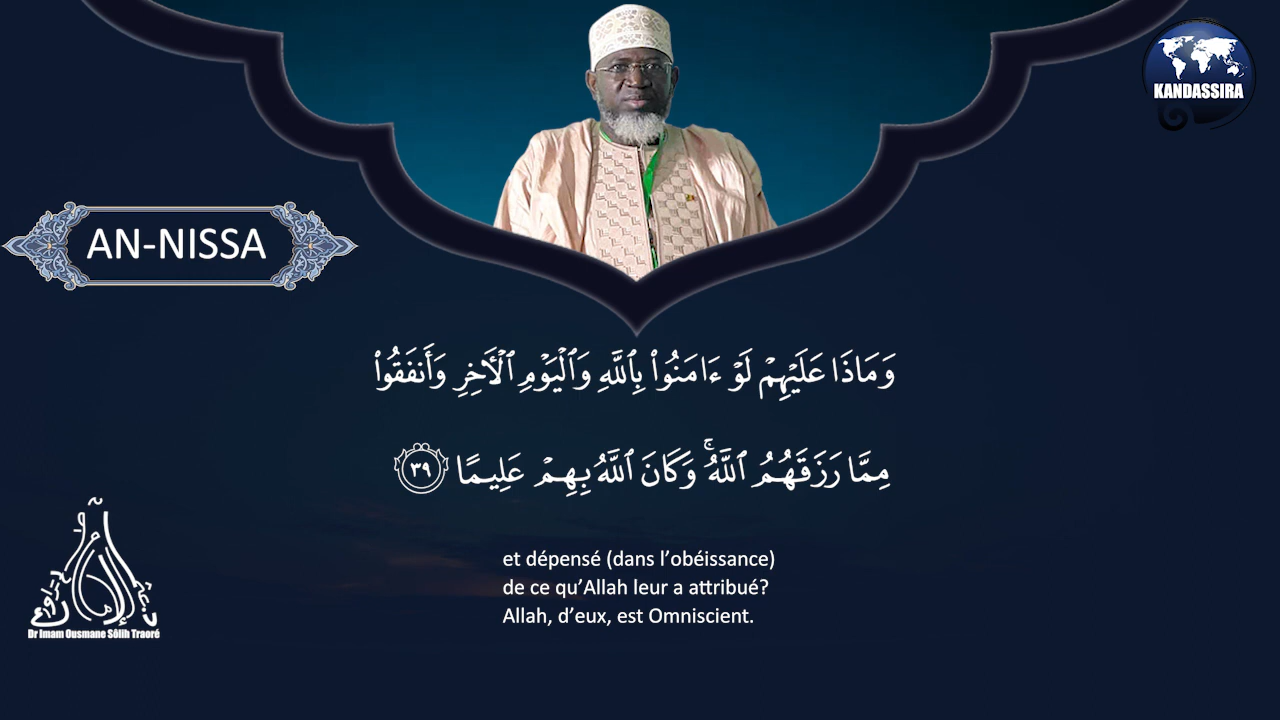 KANDASSIRA
AN-NISSA
وَمَاذَا عَلَيْهِمْ لَوْ ءَامَنُوا۟ بِٱللَّهِ وَٱلْيَوْمِ ٱلْـَٔاخِرِ وَأَنفَقُوا۟
مِمَّا رَزَقَهُمُ ٱللَّهُ ۚ وَكَانَ ٱللَّهُ بِهِمْ عَلِيمًا ٣٩
et dépensé (dans l’obéissance)
de ce qu’Allah leur a attribué?
Allah, d’eux, est Omniscient.
Dr Imam Ousmane Sôlih Traoré